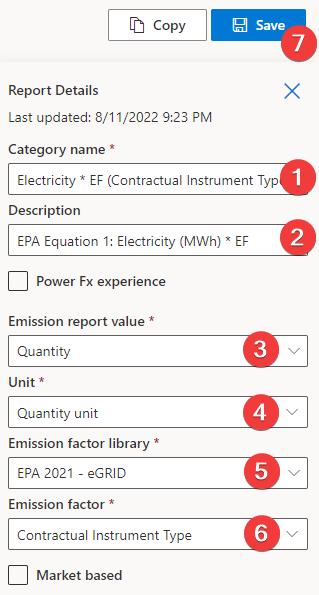 Copy
Save
7
Report Details
Last updated: 8/11/2022 9:23 PM
Category name *
Electricity * EF (Contractual Instrument Typ 1
Description
EPA Equation 1: Electricity (MWh) * EF 2
Power Fx experience
Emission report value *
Quantity 3
Unit *
Quantity unit 4
Emission factor library *
EPA 2021 - eGRID 5
Emission factor *
Contractual Instrument Type 6
Market based